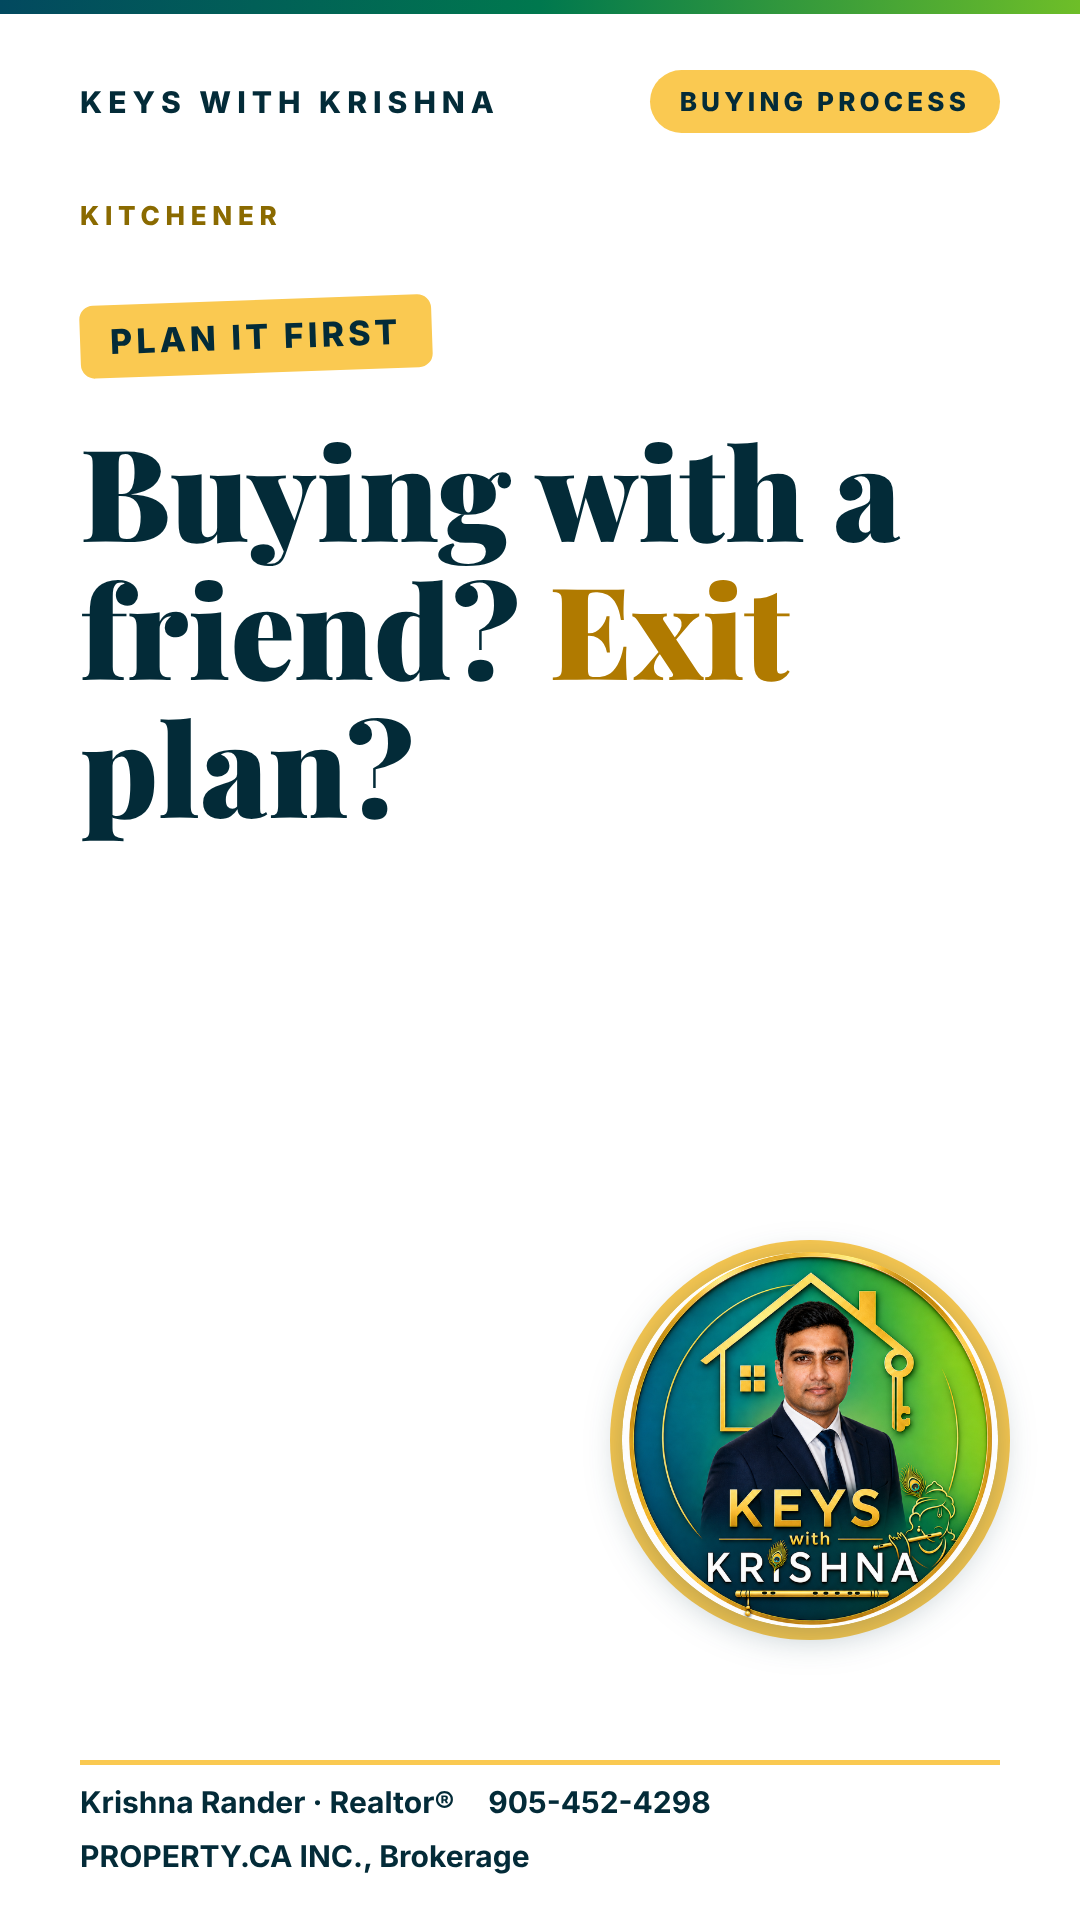 KEYS WITH KRISHNA
BUYING PROCESS
KITCHENER
PLAN IT FIRST
Buying with a
friend? Exit
plan?
KEYS
with
KRISHNA
Krishna Rander · Realtor® 905-452-4298
PROPERTY.CA INC., Brokerage